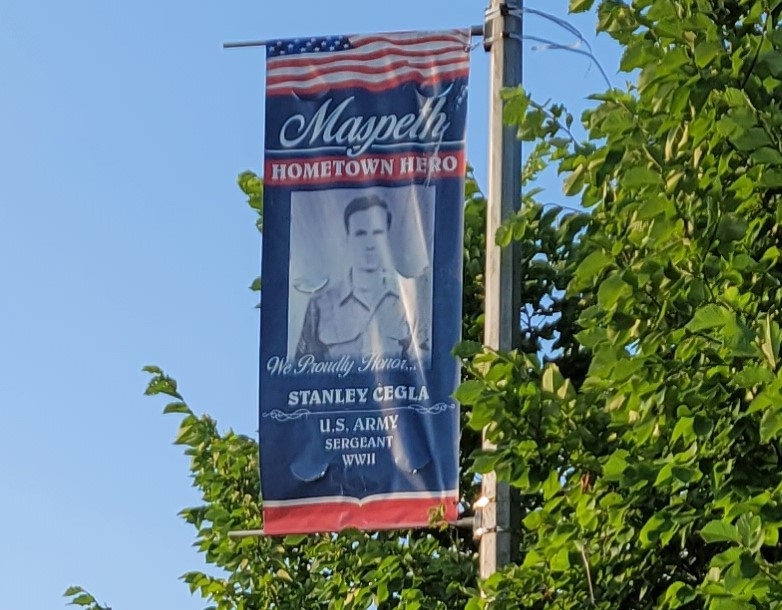 Maspeth
HOMETOWN HERO
We Proudly Honor...
STANLEY CEGLA
U.S. ARMY
SERGEANT
WWII